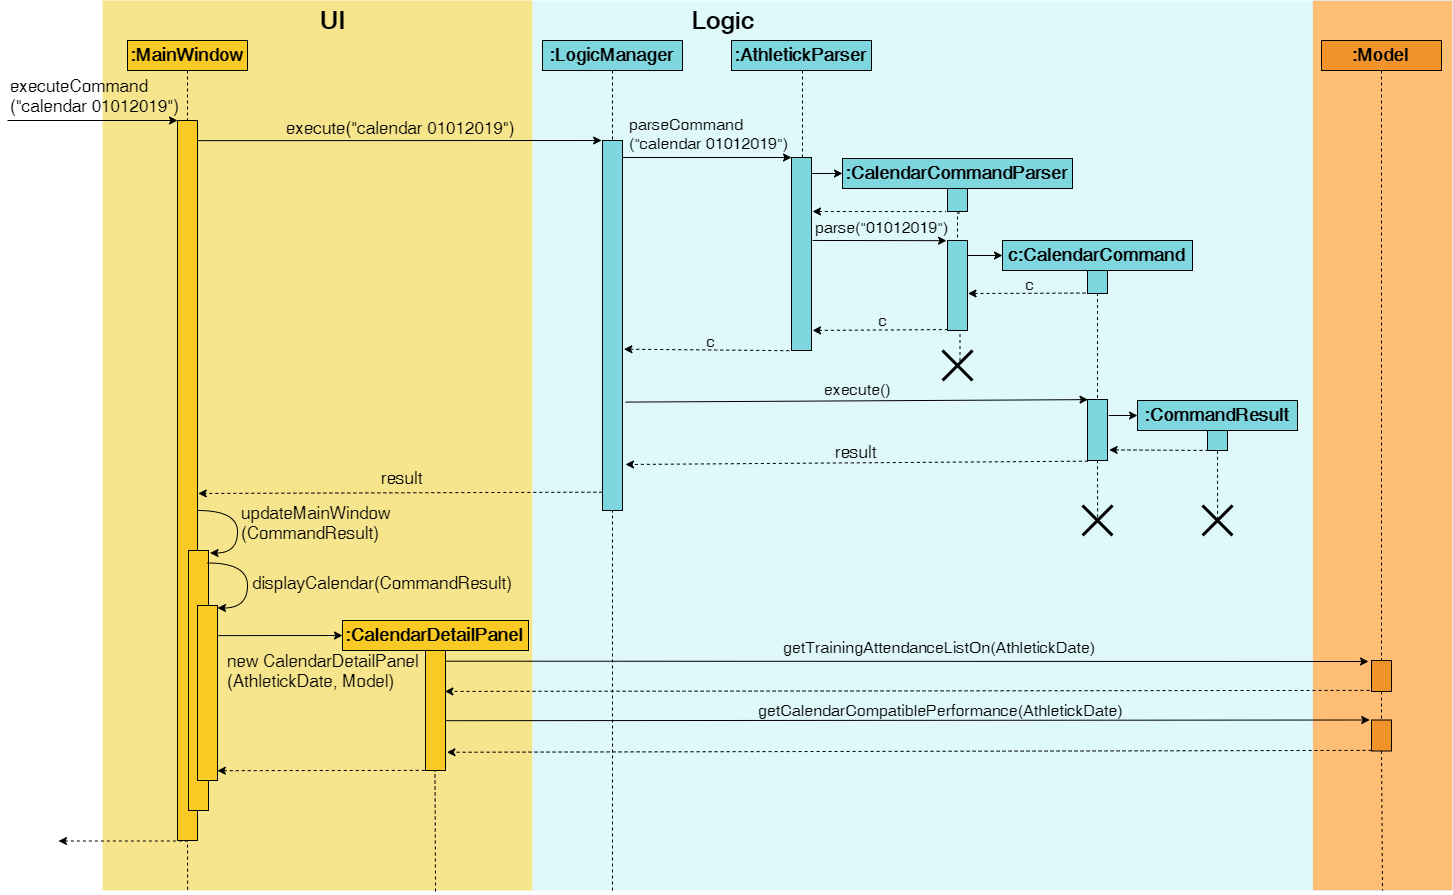 UI
Logic
:MainWindow
:LogicManager
:AthletickParser
:Model
executeCommand
("calendar 01012019")
execute("calendar 01012019")
parseCommand
("calendar 01012019")
:CalendarCommandParser
parse("01012019")
c:CalendarCommand
c
c
c
execute()
:CommandResult
result
result
updateMainWindow
(CommandResult)
displayCalendar(CommandResult)
:CalendarDetailPanel
new CalendarDetailPanel
(AthletickDate, Model)
getTrainingAttendanceListOn(AthletickDate)
getCalendarCompatiblePerformance(AthletickDate)